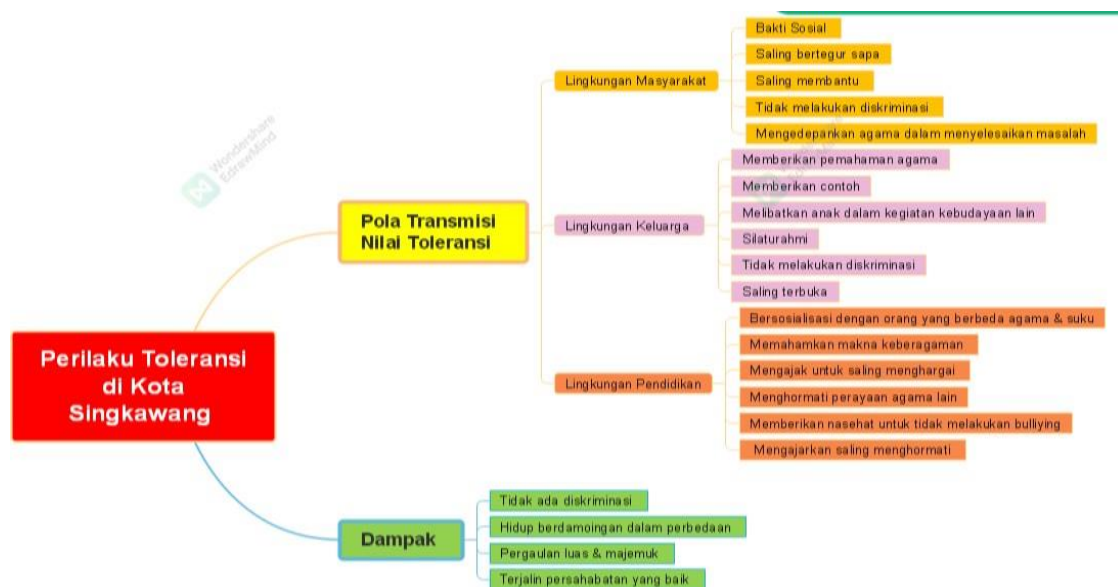 Perilaku Toleransi
di Kota
Singkawang
Pola Transmisi
Nilai Toleransi
Lingkungan Masyarakat
Bakti Sosial
Saling bertegur sapa
Saling membantu
Tidak melakukan diskriminasi
Mengedepankan agama dalam menyelesaikan masalah
Lingkungan Keluarga
Memberikan pemahaman agama
Memberikan contoh
Melibatkan anak dalam kegiatan kebudayaan lain
Silaturahmi
Tidak melakukan diskriminasi
Saling terbuka
Lingkungan Pendidikan
Bersosialisasi dengan orang yang berbeda agama & suku
Memahamkan makna keberagaman
Mengajak untuk saling menghargai
Menghormati perayaan agama lain
Memberikan nasehat untuk tidak melakukan bulliying
Mengajarkan saling menghormati
Dampak
Tidak ada diskriminasi
Hidup berdamoingan dalam perbedaan
Pergaulan luas & majemuk
Terjalin persahabatan yang baik
Wondershare
EdrawMind